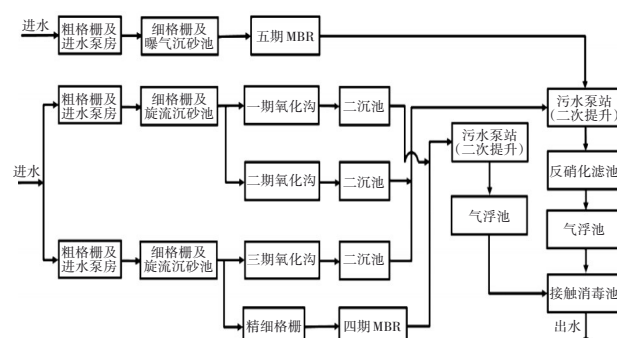 进水
粗格栅及
进水泵房
细格栅及
曝气沉砂池
五期 MBR
粗格栅及
进水泵房
细格栅及
旋流沉砂池
一期氧化沟
二沉池
污水泵站
(二次提升)
污水泵站
(二次提升)
进水
二期氧化沟
二沉池
反硝化滤池
气浮池
气浮池
粗格栅及
进水泵房
细格栅及
旋流沉砂池
三期氧化沟
二沉池
接触消毒池
精细格栅
四期 MBR
出水